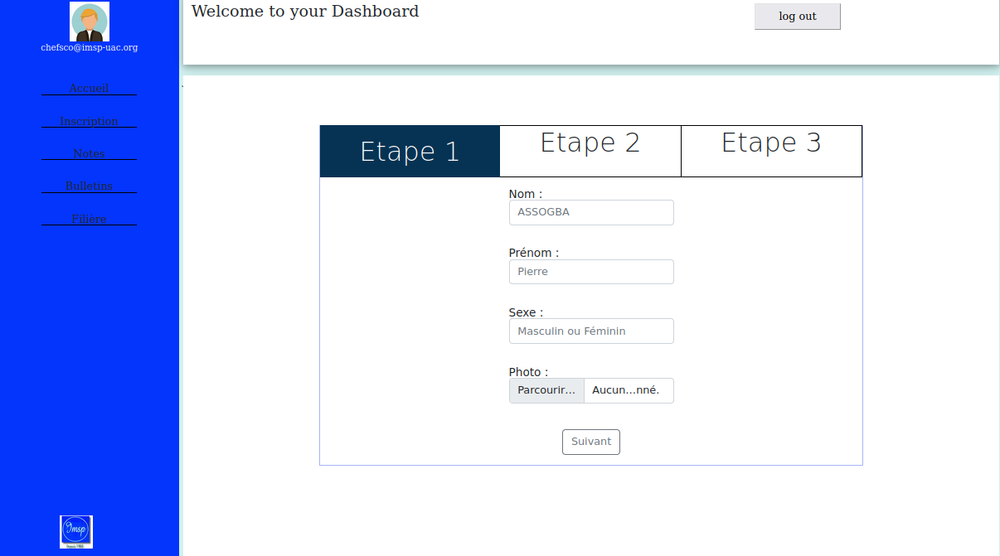 chefsco@imsp-uac.org
Accueil
Inscription
Notes
Bulletins
Filière
Imsp
Welcome to your Dashboard
log out
Etape 1
Etape 2
Etape 3
Nom :
ASSOGBA
Prénom :
Pierre
Sexe :
Masculin ou Féminin
Photo :
Parcourir... Aucun...nné.
Suivant